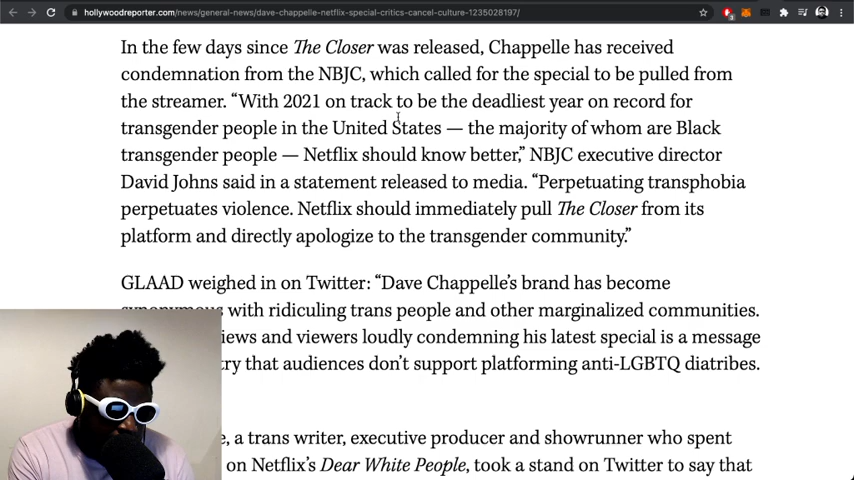 hollywoodreporter.com/news/general-news/dave-chappelle-netflix-special-critics-cancel-culture-1235028197/
In the few days since The Closer was released, Chappelle has received
condemnation from the NBJC, which called for the special to be pulled from
the streamer. “With 2021 on track to be the deadliest year on record for
transgender people in the United States — the majority of whom are Black
transgender people — Netflix should know better,” NBJC executive director
David Johns said in a statement released to media. “Perpetuating transphobia
perpetuates violence. Netflix should immediately pull The Closer from its
platform and directly apologize to the transgender community.”
GLAAD weighed in on Twitter: “Dave Chappelle’s brand has become
synonymous with ridiculing trans people and other marginalized communities.
views and viewers loudly condemning his latest special is a message
try that audiences don’t support platforming anti-LGBTQ diatribes.
, a trans writer, executive producer and showrunner who spent
on Netflix’s Dear White People, took a stand on Twitter to say that